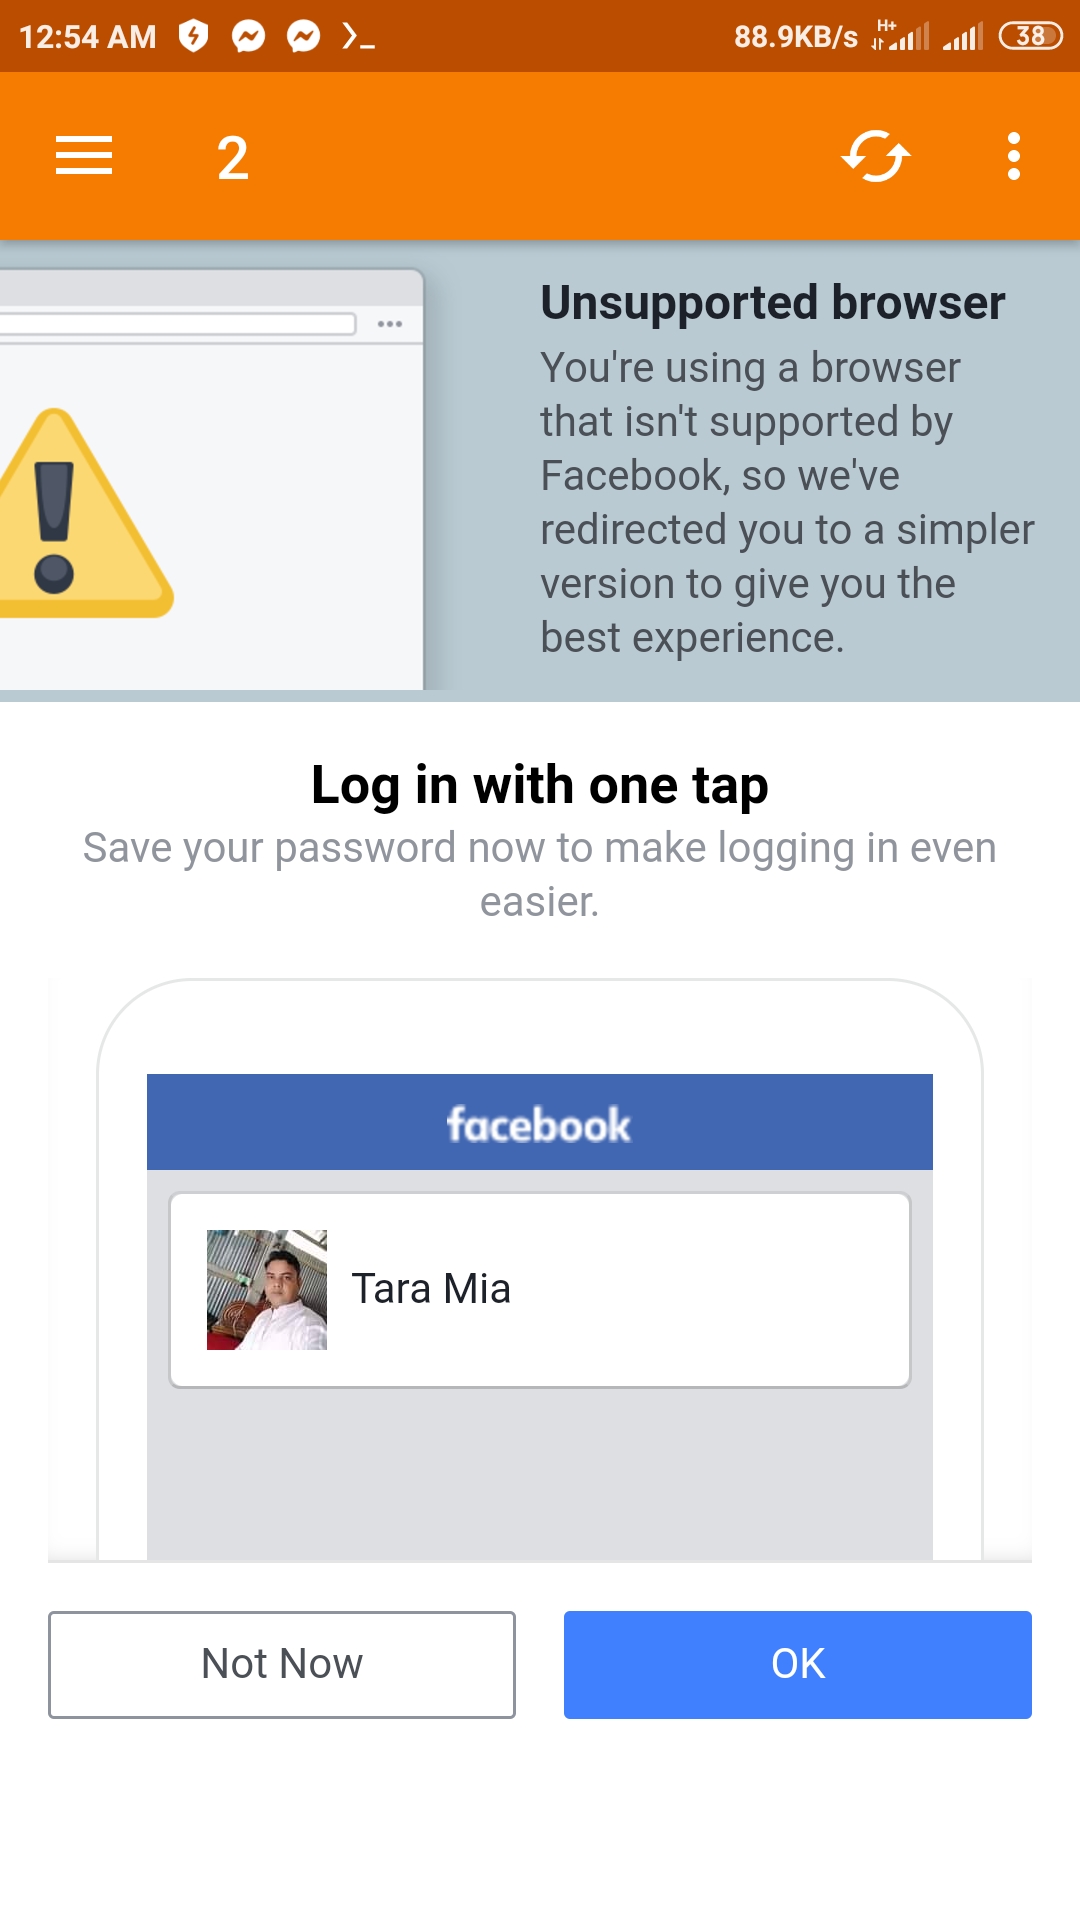 12:54 AM 88.9KB/s H+ 38
2
Unsupported browser
You're using a browser
that isn't supported by
Facebook, so we've
redirected you to a simpler
version to give you the
best experience.
Log in with one tap
Save your password now to make logging in even
easier.
facebook
Tara Mia
Not Now OK